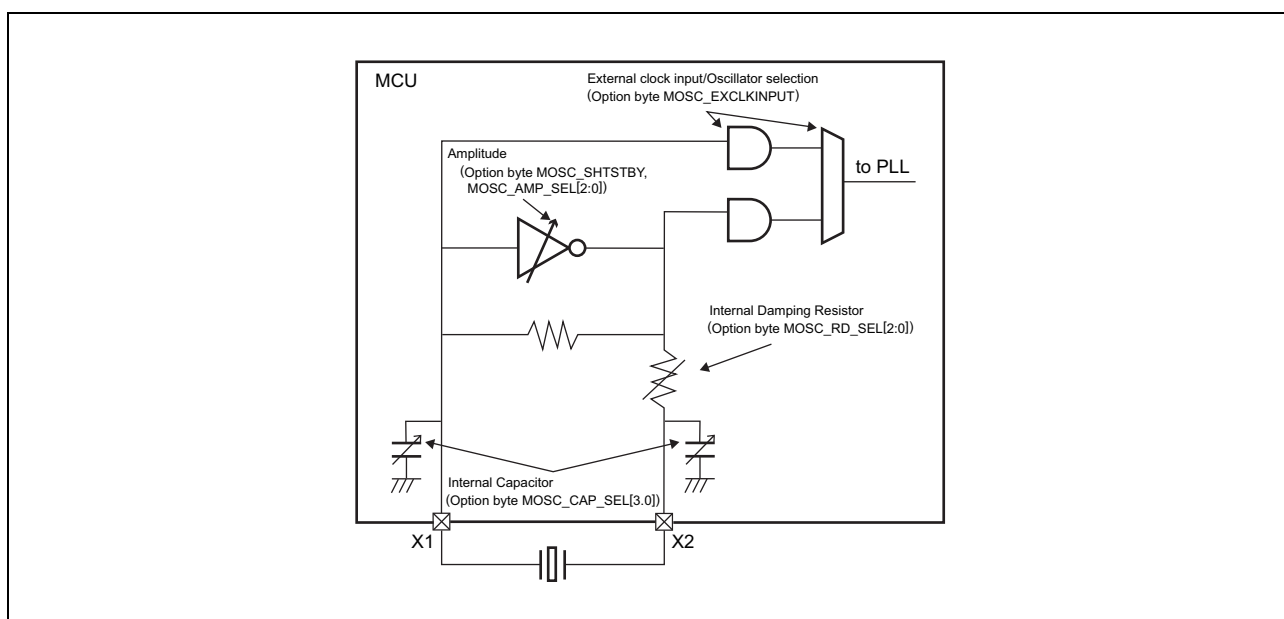 MCU
External clock input/Oscillator selection
(Option byte MOSC_EXCLKINPUT)
to PLL
Amplitude
(Option byte MOSC_SHTSTBY,
MOSC_AMP_SEL[2:0])
Internal Damping Resistor
(Option byte MOSC_RD_SEL[2:0])
Internal Capacitor
(Option byte MOSC_CAP_SEL[3.0])
X1
X2